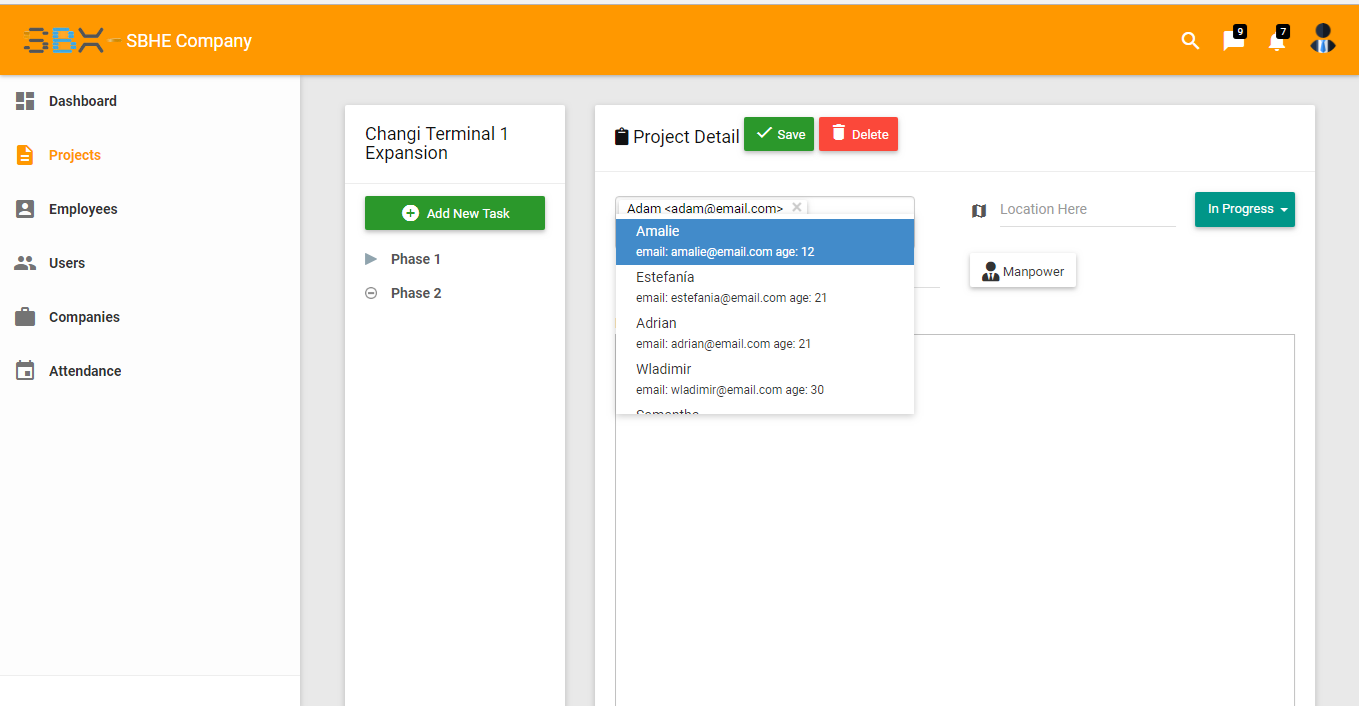 SBX - SBHE Company
9
7
Dashboard
Projects
Employees
Users
Companies
Attendance
Changi Terminal 1
Expansion
Add New Task
Phase 1
Phase 2
Project Detail
Save
Delete
Adam <adam@email.com> ×
Amalie
email: amalie@email.com age: 12
Estefanía
email: estefania@email.com age: 21
Adrian
email: adrian@email.com age: 21
Wladimir
email: wladimir@email.com age: 30
Samantha
Location Here
In Progress
Manpower